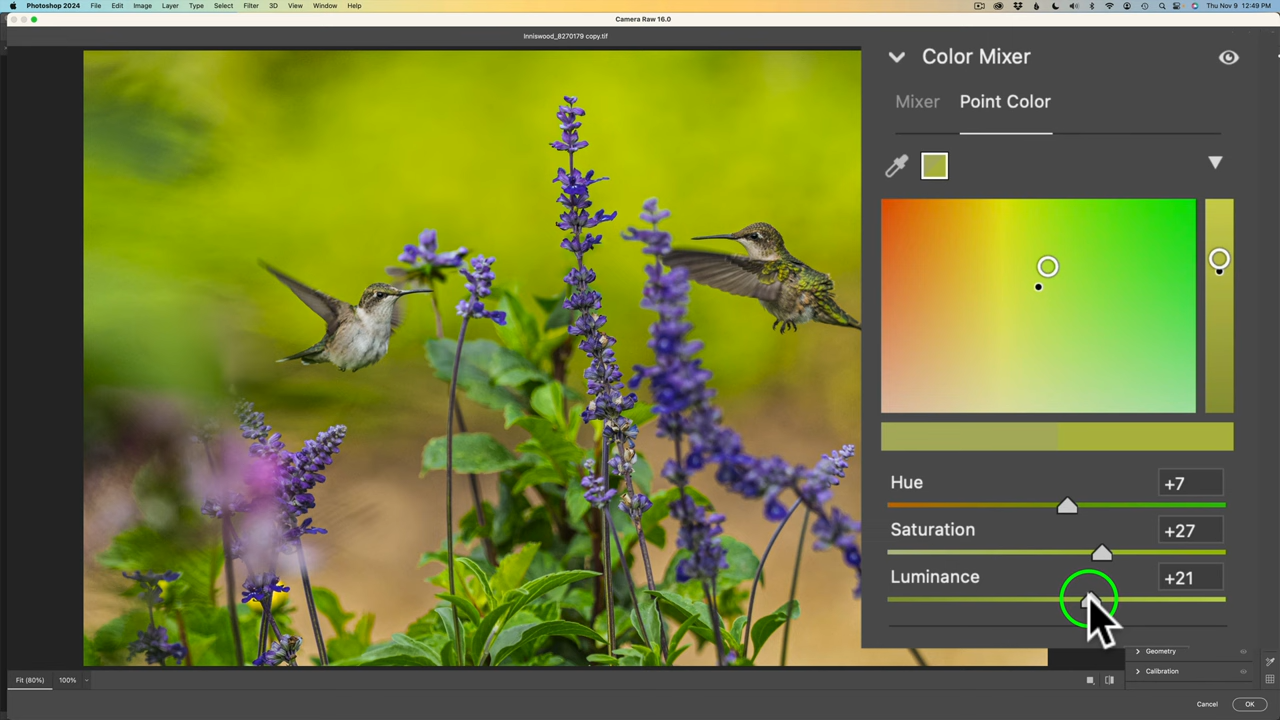 Photoshop 2024 File Edit Image Layer Type Select Filter 3D View Window Help Thu Nov 9 12:49 PM
Camera Raw 16.0
Inniswood_8270179 copy.tif
Color Mixer
Mixer Point Color
Hue +7
Saturation +27
Luminance +21
Geometry
Calibration
Fit (80%) 100%
Cancel OK